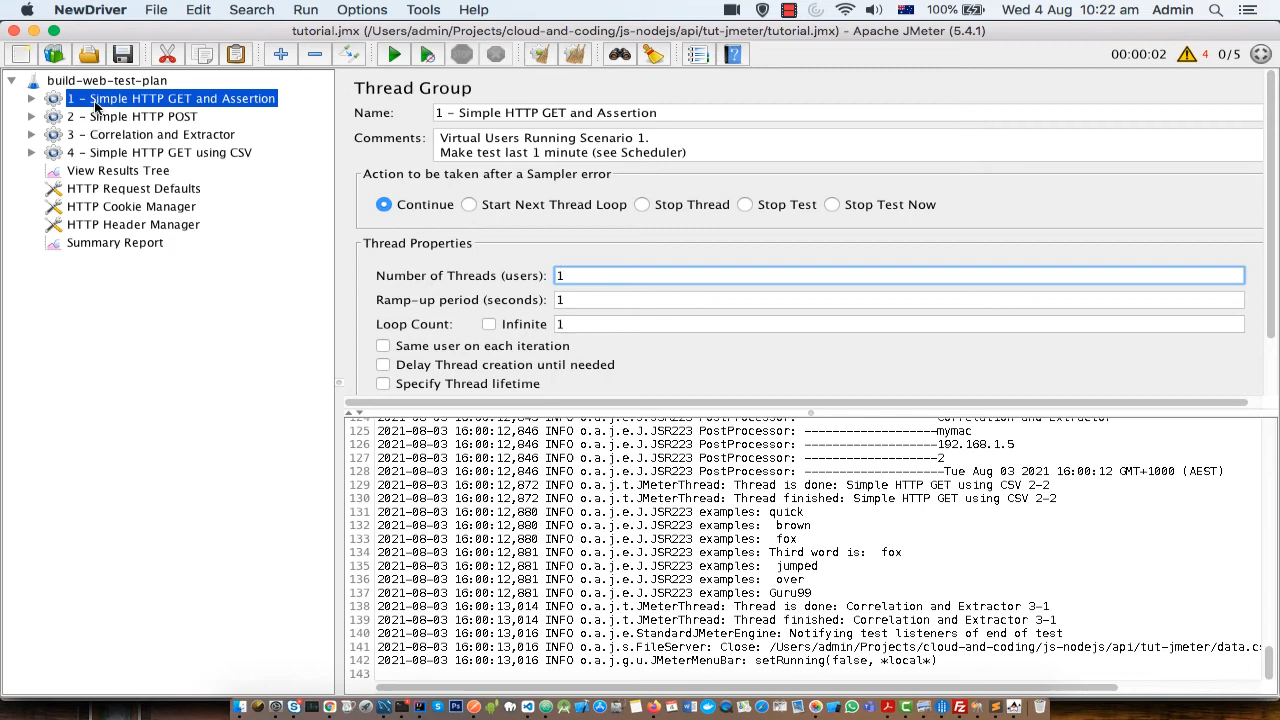 NewDriver File Edit Search Run Options Tools Help 100% Wed 4 Aug 10:22 am Admin
tutorial.jmx (/Users/admin/Projects/cloud-and-coding/js-nodejs/api/tut-jmeter/tutorial.jmx) - Apache JMeter (5.4.1)
00:00:02 4 0/5
build-web-test-plan
1 - Simple HTTP GET and Assertion
2 - Simple HTTP POST
3 - Correlation and Extractor
4 - Simple HTTP GET using CSV
View Results Tree
HTTP Request Defaults
HTTP Cookie Manager
HTTP Header Manager
Summary Report
Thread Group
Name: 1 - Simple HTTP GET and Assertion
Comments: Virtual Users Running Scenario 1.
Make test last 1 minute (see Scheduler)
Action to be taken after a Sampler error
Continue Start Next Thread Loop Stop Thread Stop Test Stop Test Now
Thread Properties
Number of Threads (users): 1
Ramp-up period (seconds): 1
Loop Count: Infinite 1
Same user on each iteration
Delay Thread creation until needed
Specify Thread lifetime
124 2021-08-03 16:00:12,845 INFO o.a.j.e.J.JSR223 PostProcessor: --------------------Correlation and Extractor
125 2021-08-03 16:00:12,846 INFO o.a.j.e.J.JSR223 PostProcessor: --------------------mymac
126 2021-08-03 16:00:12,846 INFO o.a.j.e.J.JSR223 PostProcessor: --------------------192.168.1.5
127 2021-08-03 16:00:12,846 INFO o.a.j.e.J.JSR223 PostProcessor: --------------------2
128 2021-08-03 16:00:12,846 INFO o.a.j.e.J.JSR223 PostProcessor: --------------------Tue Aug 03 2021 16:00:12 GMT+1000 (AEST)
129 2021-08-03 16:00:12,872 INFO o.a.j.t.JMeterThread: Thread is done: Simple HTTP GET using CSV 2-2
130 2021-08-03 16:00:12,872 INFO o.a.j.t.JMeterThread: Thread finished: Simple HTTP GET using CSV 2-2
131 2021-08-03 16:00:12,880 INFO o.a.j.e.J.JSR223 examples: quick
132 2021-08-03 16:00:12,880 INFO o.a.j.e.J.JSR223 examples: brown
133 2021-08-03 16:00:12,880 INFO o.a.j.e.J.JSR223 examples: fox
134 2021-08-03 16:00:12,881 INFO o.a.j.e.J.JSR223 examples: Third word is: fox
135 2021-08-03 16:00:12,881 INFO o.a.j.e.J.JSR223 examples: jumped
136 2021-08-03 16:00:12,881 INFO o.a.j.e.J.JSR223 examples: over
137 2021-08-03 16:00:12,881 INFO o.a.j.e.J.JSR223 examples: Guru99
138 2021-08-03 16:00:13,014 INFO o.a.j.t.JMeterThread: Thread is done: Correlation and Extractor 3-1
139 2021-08-03 16:00:13,014 INFO o.a.j.t.JMeterThread: Thread finished: Correlation and Extractor 3-1
140 2021-08-03 16:00:13,016 INFO o.a.j.e.StandardJMeterEngine: Notifying test listeners of end of test
141 2021-08-03 16:00:13,016 INFO o.a.j.s.FileServer: Close: /Users/admin/Projects/cloud-and-coding/js-nodejs/api/tut-jmeter/data.c
142 2021-08-03 16:00:13,016 INFO o.a.j.g.u.JMeterMenuBar: setRunning(false, *local*)
143